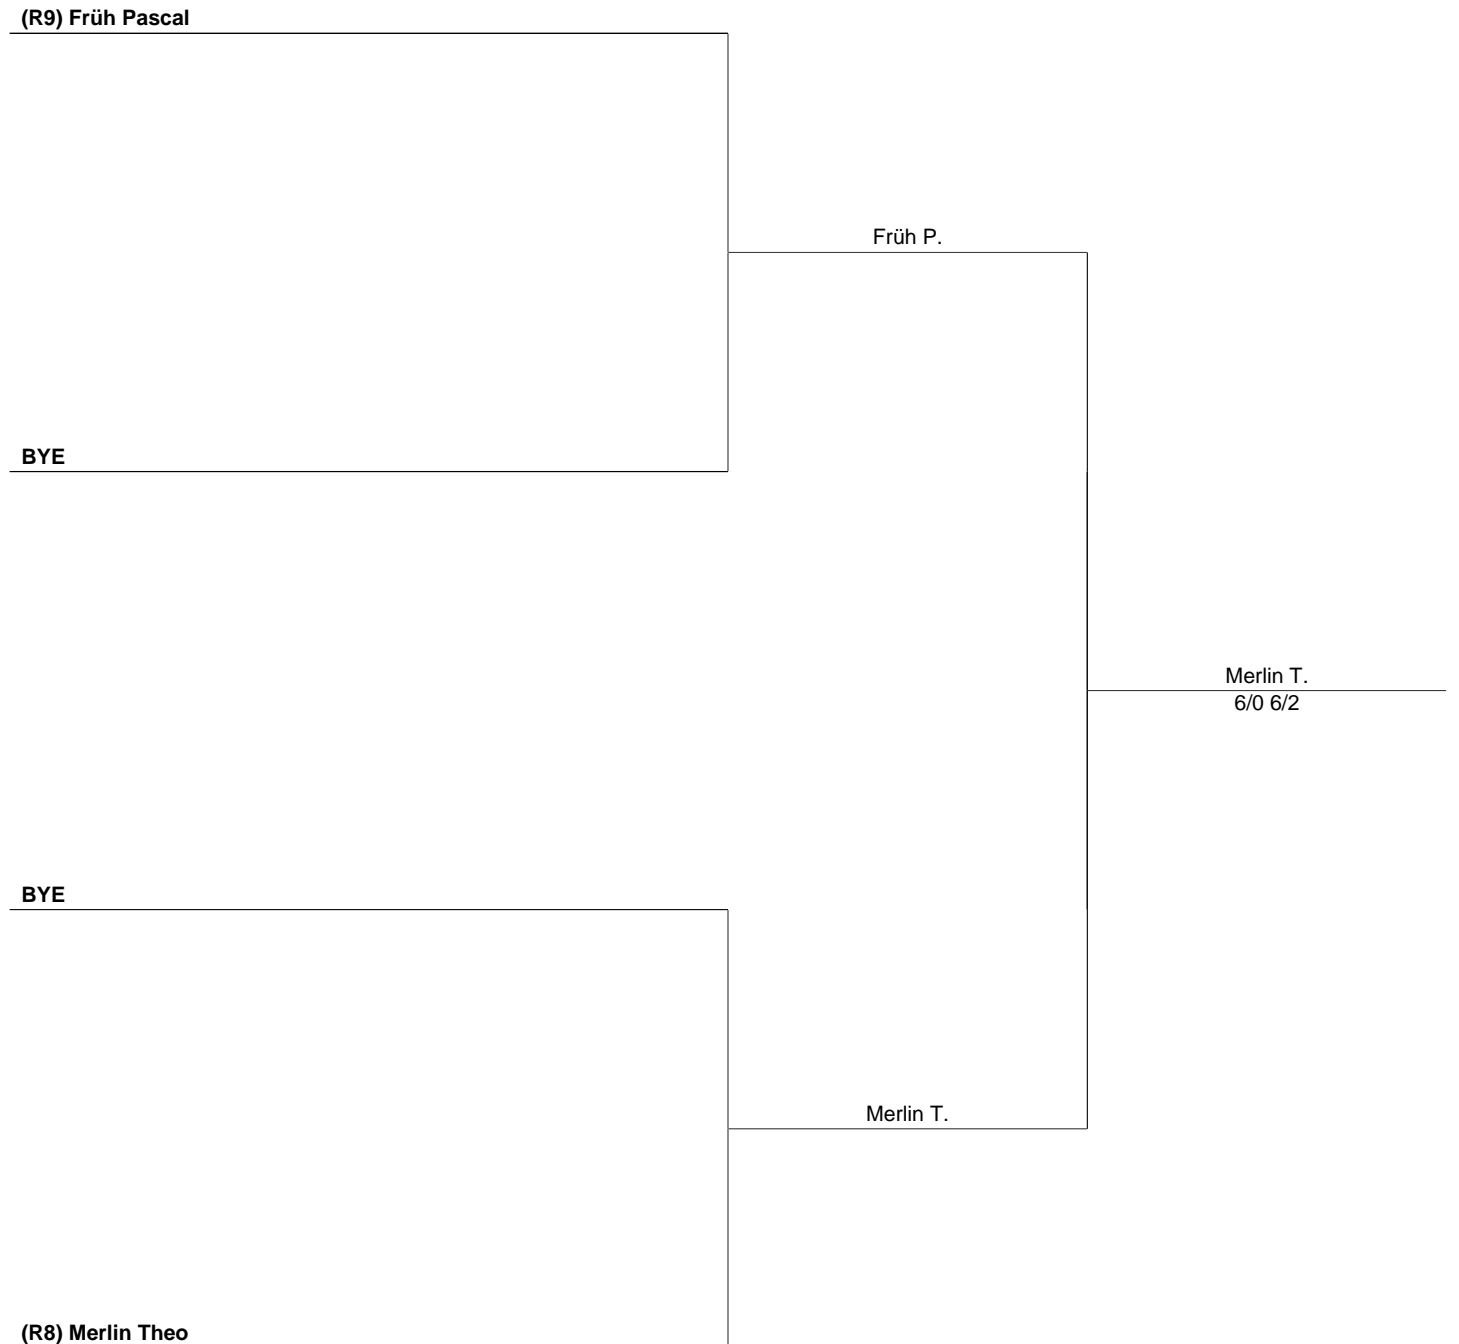 (R9) Früh Pascal
Früh P.
BYE
Merlin T.
6/0 6/2
BYE
Merlin T.
(R8) Merlin Theo